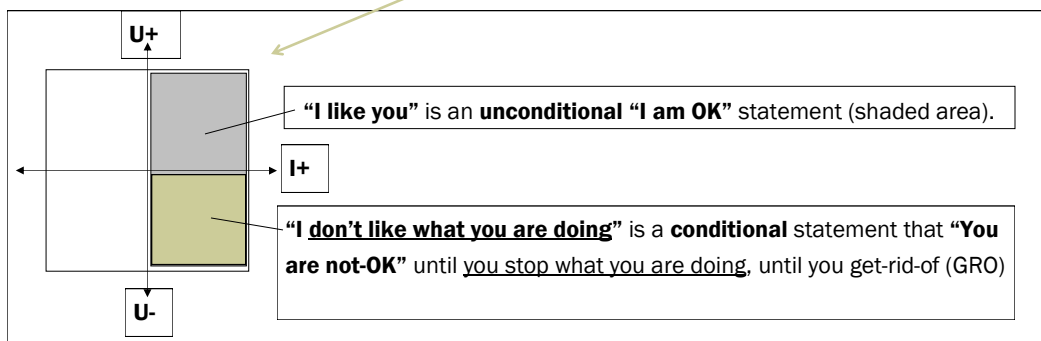 U+
“I like you” is an unconditional “I am OK” statement (shaded area).
I+
“I don’t like what you are doing” is a conditional statement that “You
are not-OK” until you stop what you are doing, until you get-rid-of (GRO)
U-